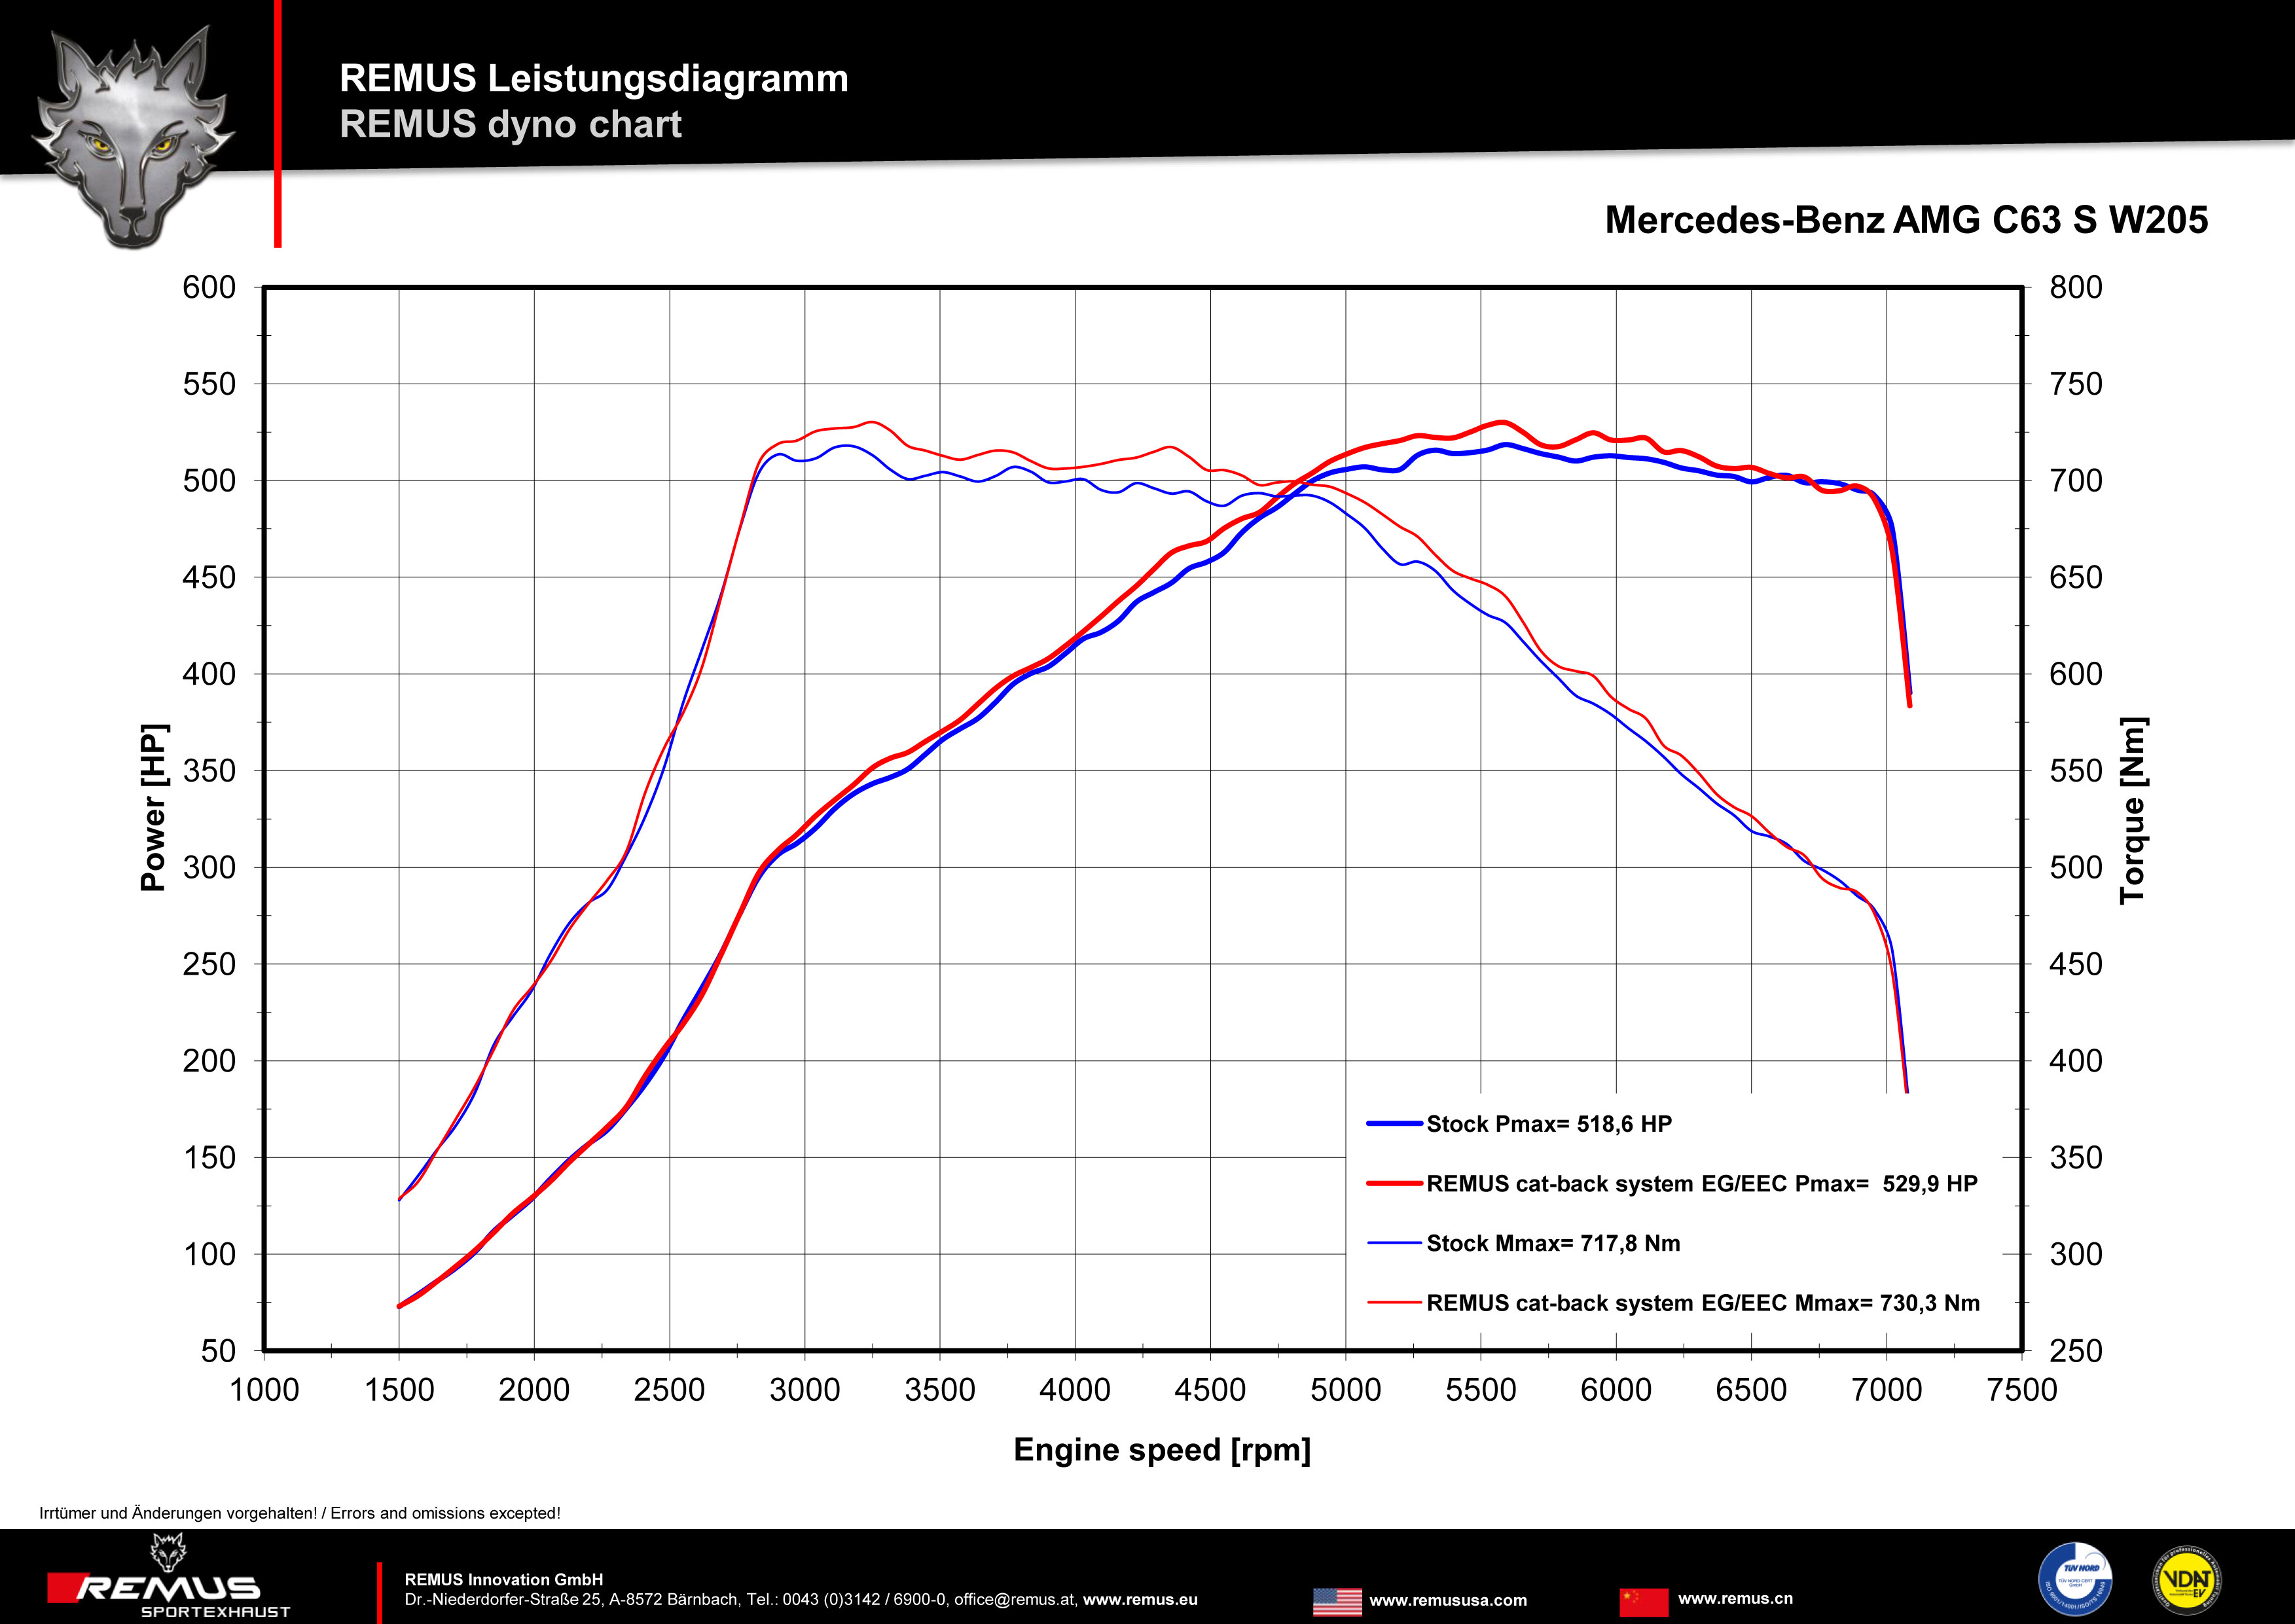 REMUS Leistungsdiagramm
REMUS dyno chart
Mercedes-Benz AMG C63 S W205
600
550
500
450
400
350
300
250
200
150
100
50
Power [HP]
800
750
700
650
600
550
500
450
400
350
300
250
Torque [Nm]
Stock Pmax= 518,6 HP
REMUS cat-back system EG/EEC Pmax= 529,9 HP
Stock Mmax= 717,8 Nm
REMUS cat-back system EG/EEC Mmax= 730,3 Nm
1000 1500 2000 2500 3000 3500 4000 4500 5000 5500 6000 6500 7000 7500
Engine speed [rpm]
Irrtümer und Änderungen vorgehalten! / Errors and omissions excepted!
REMUS
SPORTEXHAUST
REMUS Innovation GmbH
Dr.-Niederdorfer-Straße 25, A-8572 Bärnbach, Tel.: 0043 (0)3142 / 6900-0, office@remus.at, www.remus.eu
www.remususa.com
www.remus.cn
TÜV NORD
TÜV NORD CERT
GmbH
VDAT
EV